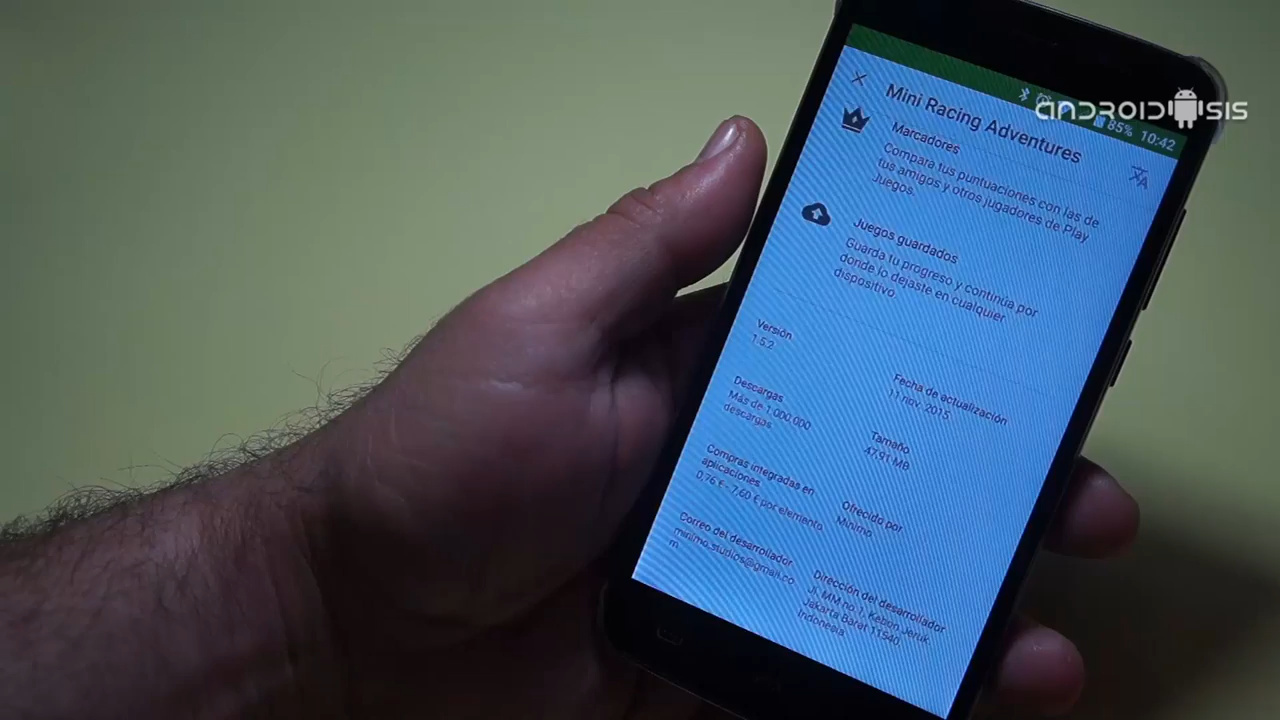 ANDROIDSIS
85% 10:42
Mini Racing Adventures
Marcadores
Compara tus puntuaciones con las de
tus amigos y otros jugadores de Play
Juegos.
Juegos guardados
Guarda tu progreso y continúa por
donde lo dejaste en cualquier
dispositivo
Versión
1.5.2
Fecha de actualización
11 nov. 2015
Descargas
Más de 1.000.000
descargas
Tamaño
47,91 MB
Compras integradas en
aplicaciones
0,76 € - 7,60 € por elemento
Ofrecido por
Minimo
Correo del desarrollador
minimo.studios@gmail.co
m
Dirección del desarrollador
Jl. MM no.1, Kebon Jeruk,
Jakarta Barat 11540,
Indonesia